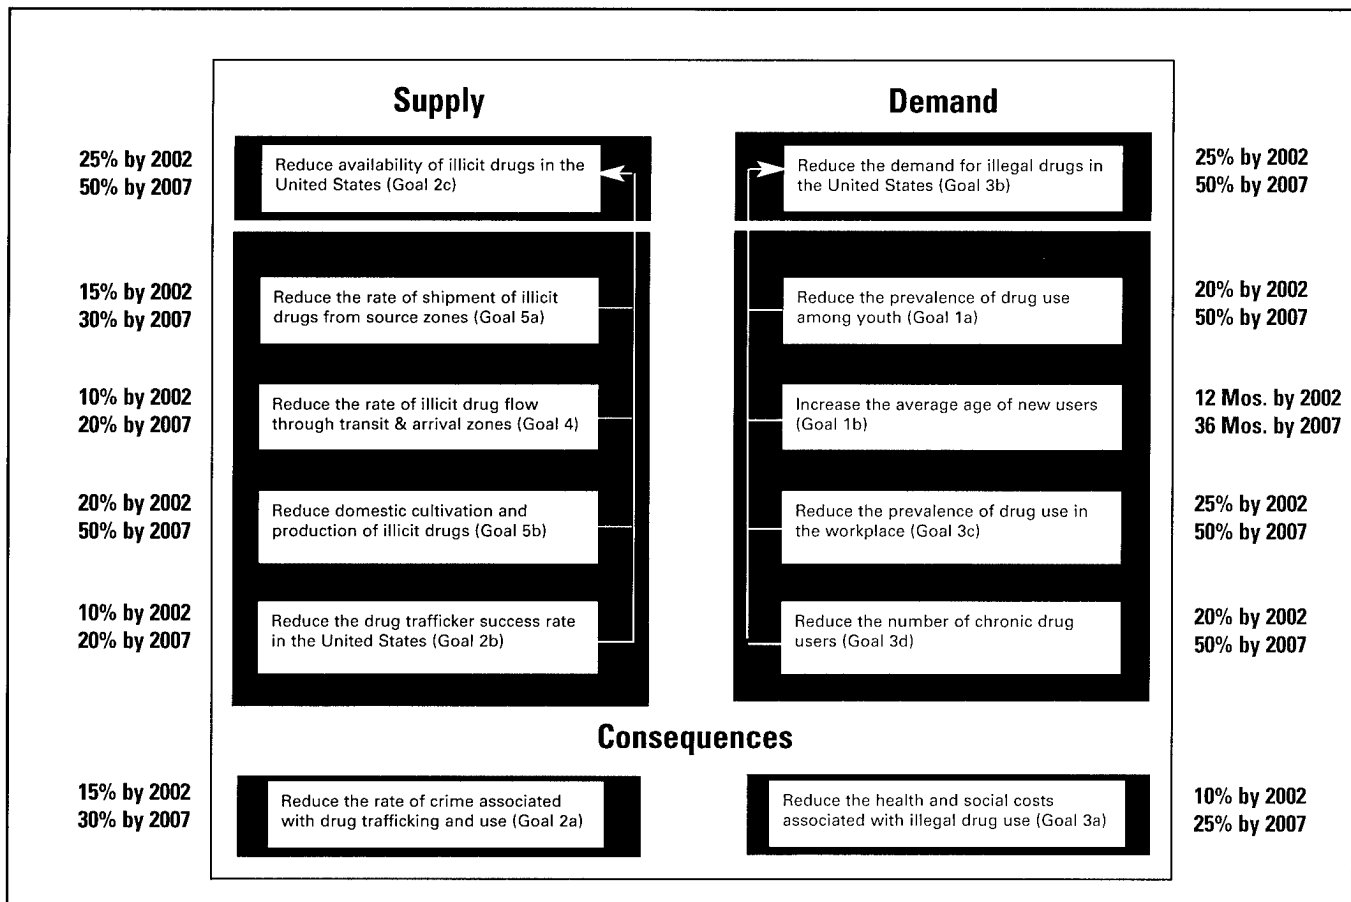 Supply
25% by 2002
50% by 2007
Reduce availability of illicit drugs in the
United States (Goal 2c)
15% by 2002
30% by 2007
Reduce the rate of shipment of illicit
drugs from source zones (Goal 5a)
10% by 2002
20% by 2007
Reduce the rate of illicit drug flow
through transit & arrival zones (Goal 4)
20% by 2002
50% by 2007
Reduce domestic cultivation and
production of illicit drugs (Goal 5b)
10% by 2002
20% by 2007
Reduce the drug trafficker success rate
in the United States (Goal 2b)
Demand
Reduce the demand for illegal drugs in
the United States (Goal 3b)
25% by 2002
50% by 2007
Reduce the prevalence of drug use
among youth (Goal 1a)
20% by 2002
50% by 2007
Increase the average age of new users
(Goal 1b)
12 Mos. by 2002
36 Mos. by 2007
Reduce the prevalence of drug use in
the workplace (Goal 3c)
25% by 2002
50% by 2007
Reduce the number of chronic drug
users (Goal 3d)
20% by 2002
50% by 2007
Consequences
15% by 2002
30% by 2007
Reduce the rate of crime associated
with drug trafficking and use (Goal 2a)
Reduce the health and social costs
associated with illegal drug use (Goal 3a)
10% by 2002
25% by 2007